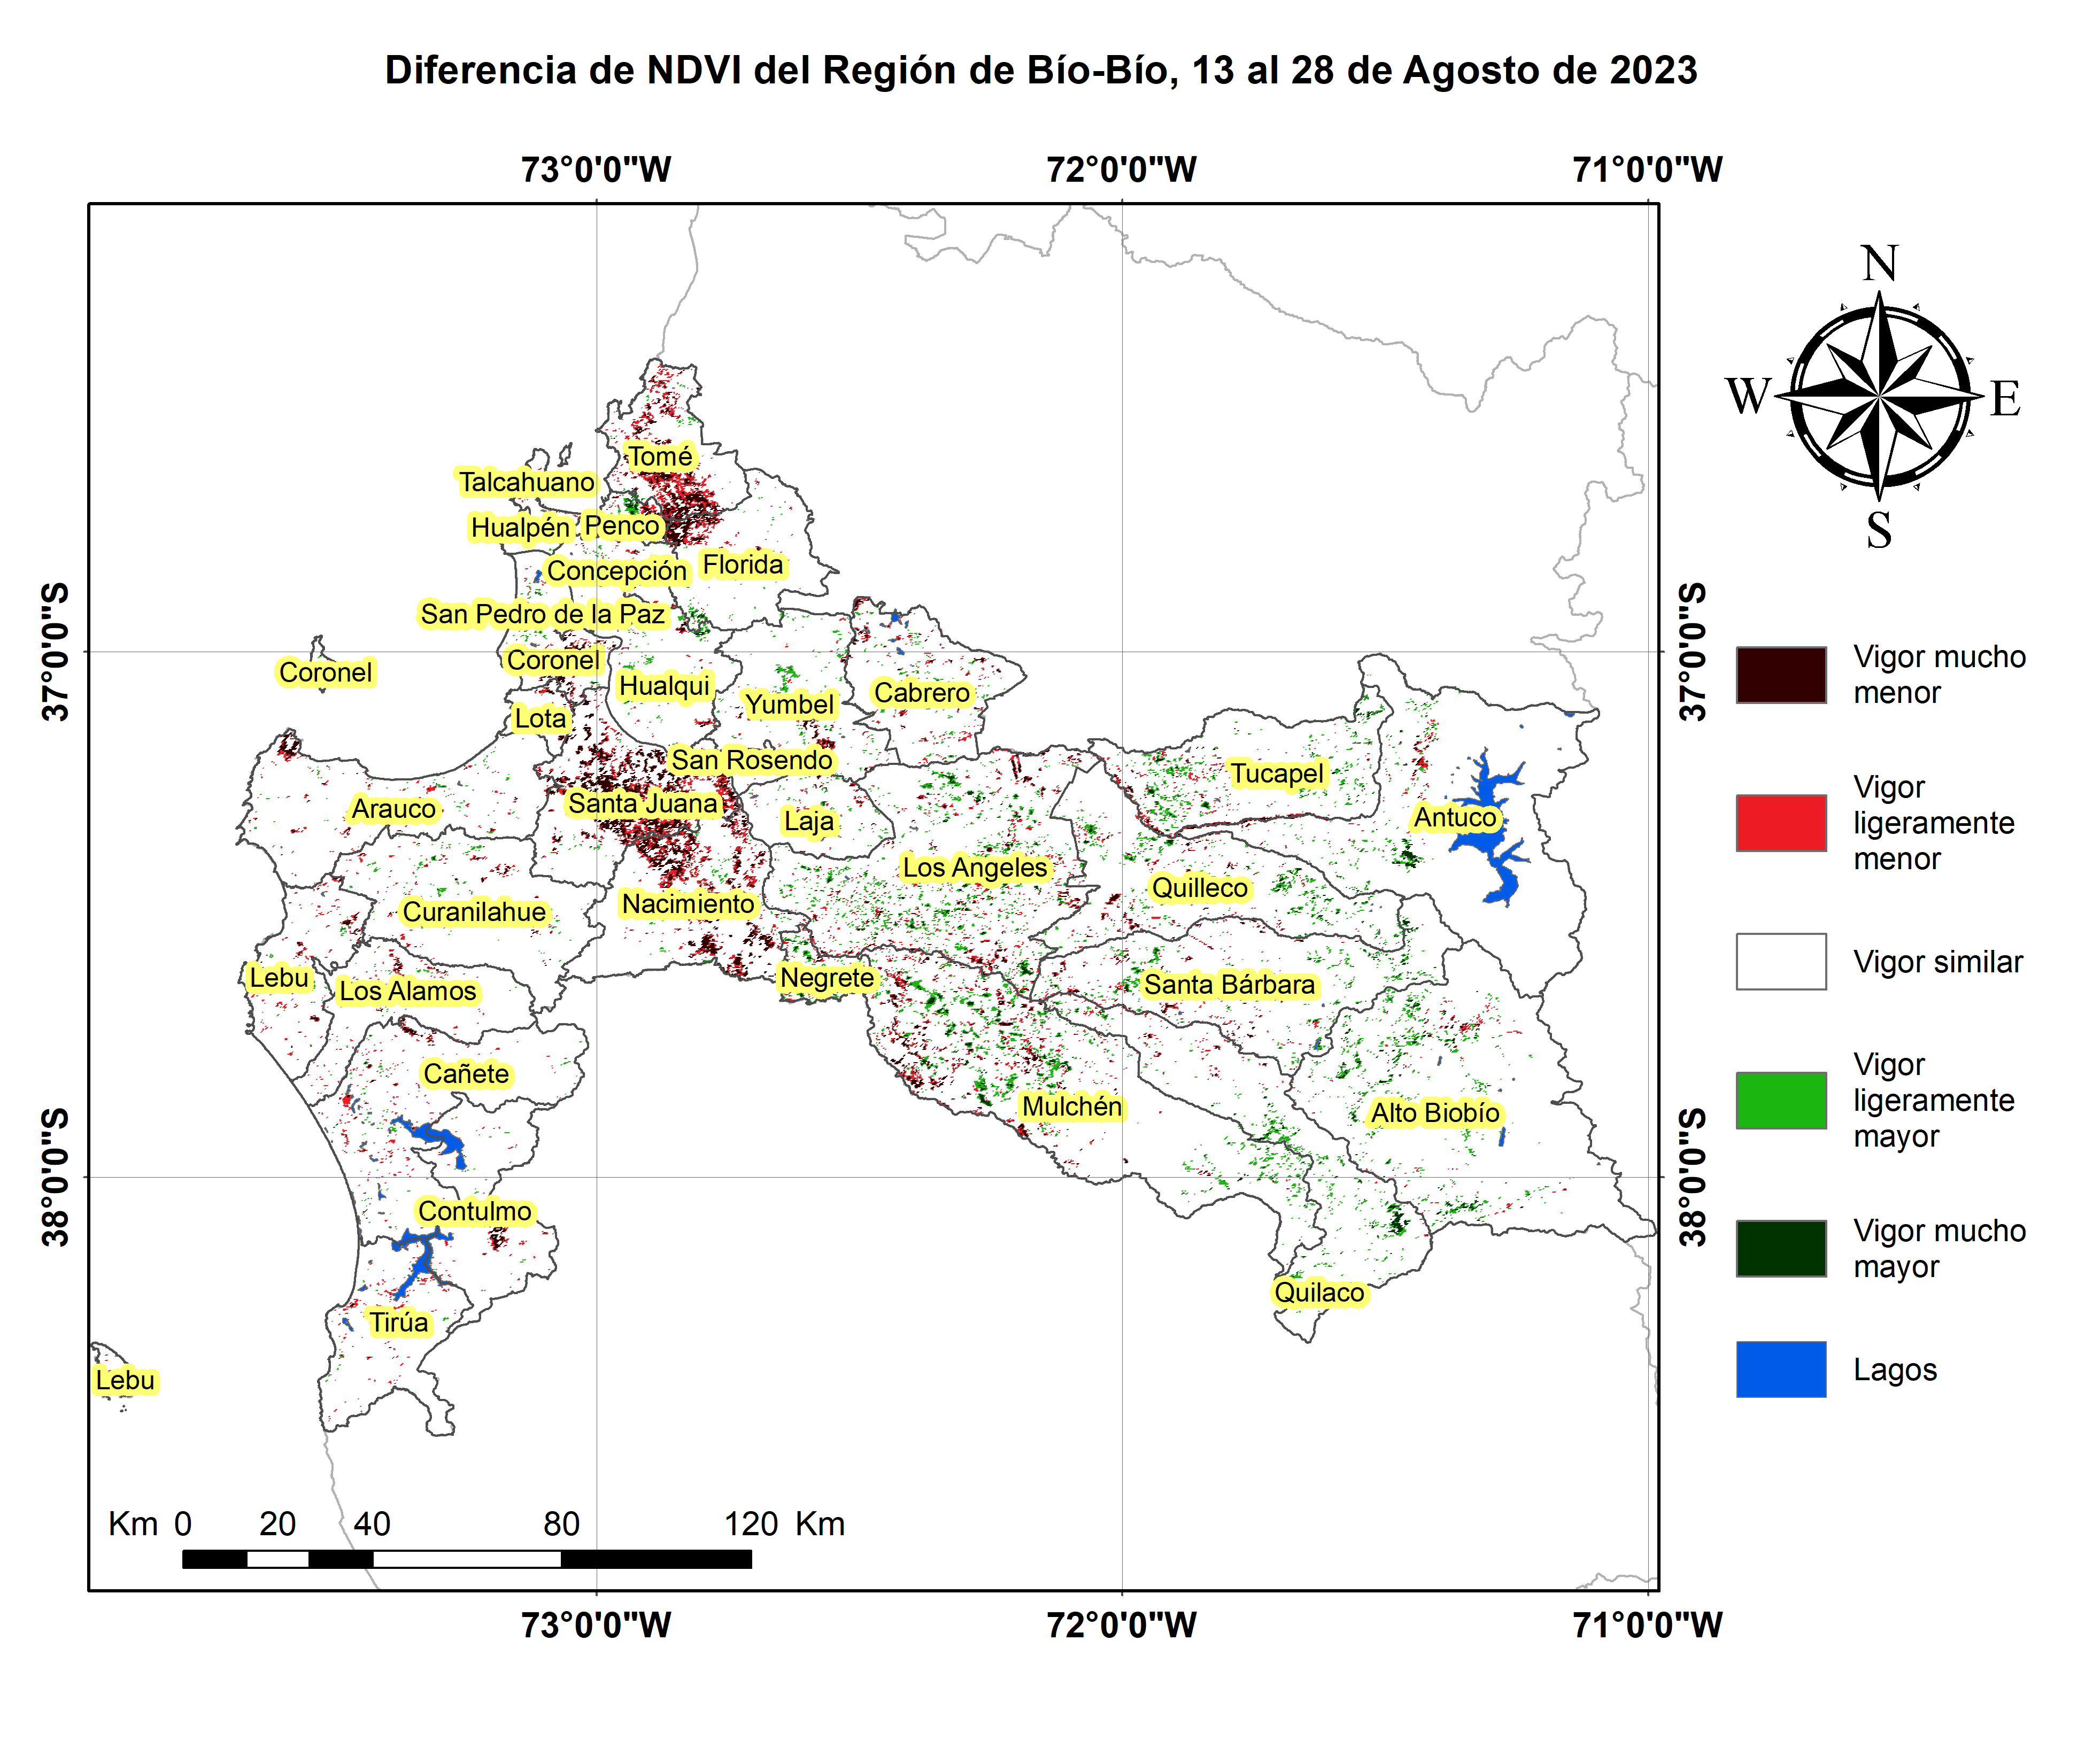 Diferencia de NDVI del Región de Bío-Bío, 13 al 28 de Agosto de 2023
73°0'0"W
72°0'0"W
71°0'0"W
N
W
E
S
37°0'0"S
37°0'0"S
38°0'0"S
38°0'0"S
Tomé
Talcahuano
Hualpén
Penco
Concepción
Florida
San Pedro de la Paz
Coronel
Coronel
Hualqui
Cabrero
Yumbel
Lota
San Rosendo
Tucapel
Arauco
Santa Juana
Laja
Antuco
Los Angeles
Quilleco
Curanilahue
Nacimiento
Lebu
Los Alamos
Negrete
Santa Bárbara
Cañete
Mulchén
Alto Biobío
Contulmo
Quilaco
Tirúa
Lebu
Vigor mucho
menor
Vigor
ligeramente
menor
Vigor similar
Vigor
ligeramente
mayor
Vigor mucho
mayor
Lagos
Km 0 20 40 80 120 Km
73°0'0"W
72°0'0"W
71°0'0"W